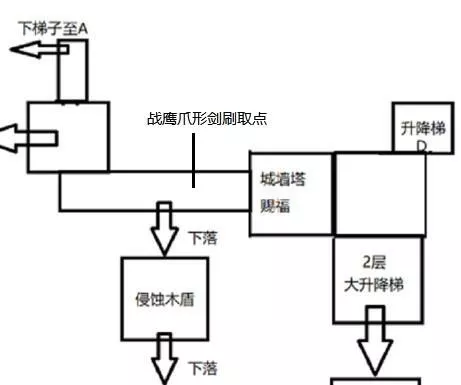 下梯子至A
战鹰爪形剑刷取点
升降梯
D.
城墙塔
赐福
下落
2层
大升降梯
侵蚀木盾
下落